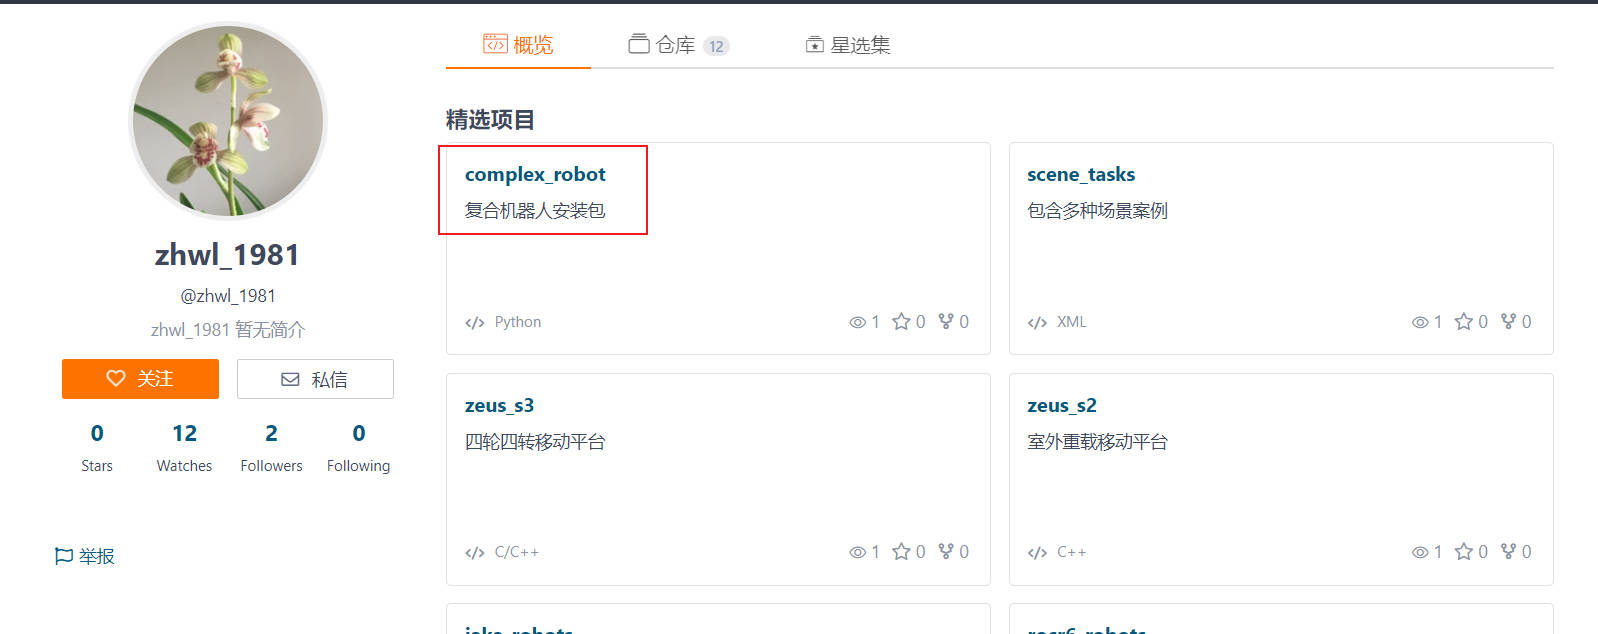 概览
仓库 12
星选集
zhwl_1981
@zhwl_1981
zhwl_1981 暂无简介
关注
私信
0
Stars
12
Watches
2
Followers
0
Following
举报
精选项目
complex_robot
复合机器人安装包
Python
1 0 0
scene_tasks
包含多种场景案例
XML
1 0 0
zeus_s3
四轮四转移动平台
C/C++
1 0 0
zeus_s2
室外重载移动平台
C++
1 0 0